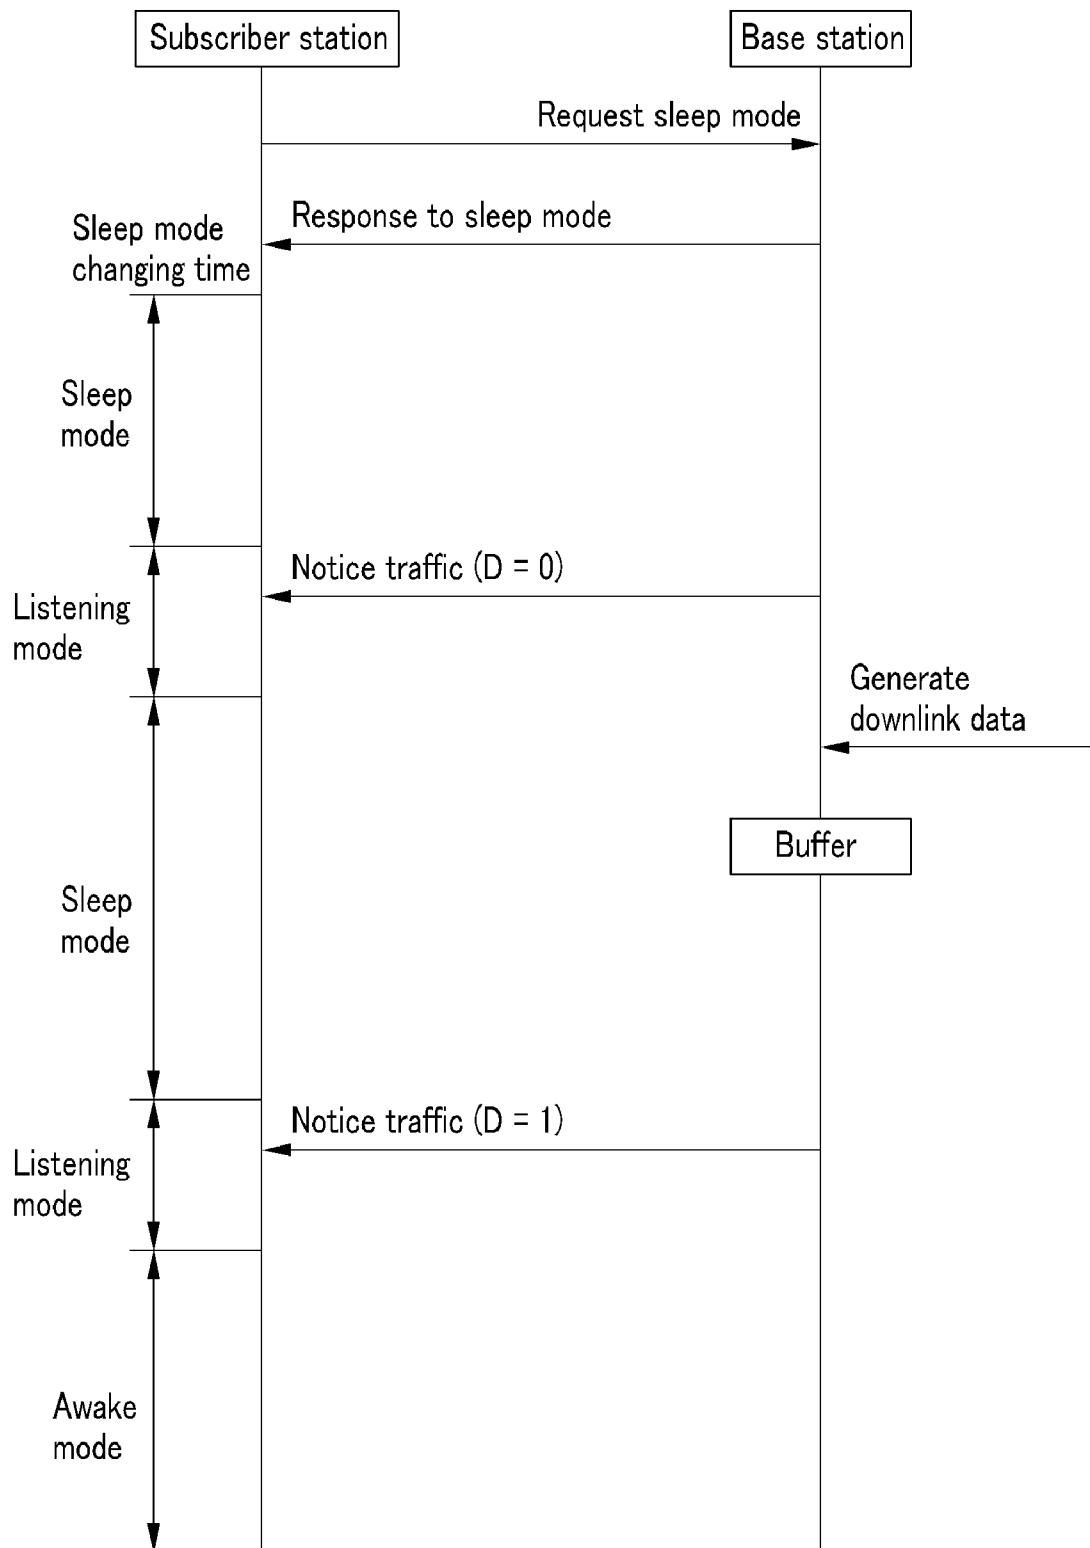 Subscriber station
Base station
Request sleep mode
Response to sleep mode
Sleep mode
changing time
Sleep
mode
Notice traffic (D = 0)
Listening
mode
Generate
downlink data
Buffer
Sleep
mode
Notice traffic (D = 1)
Listening
mode
Awake
mode